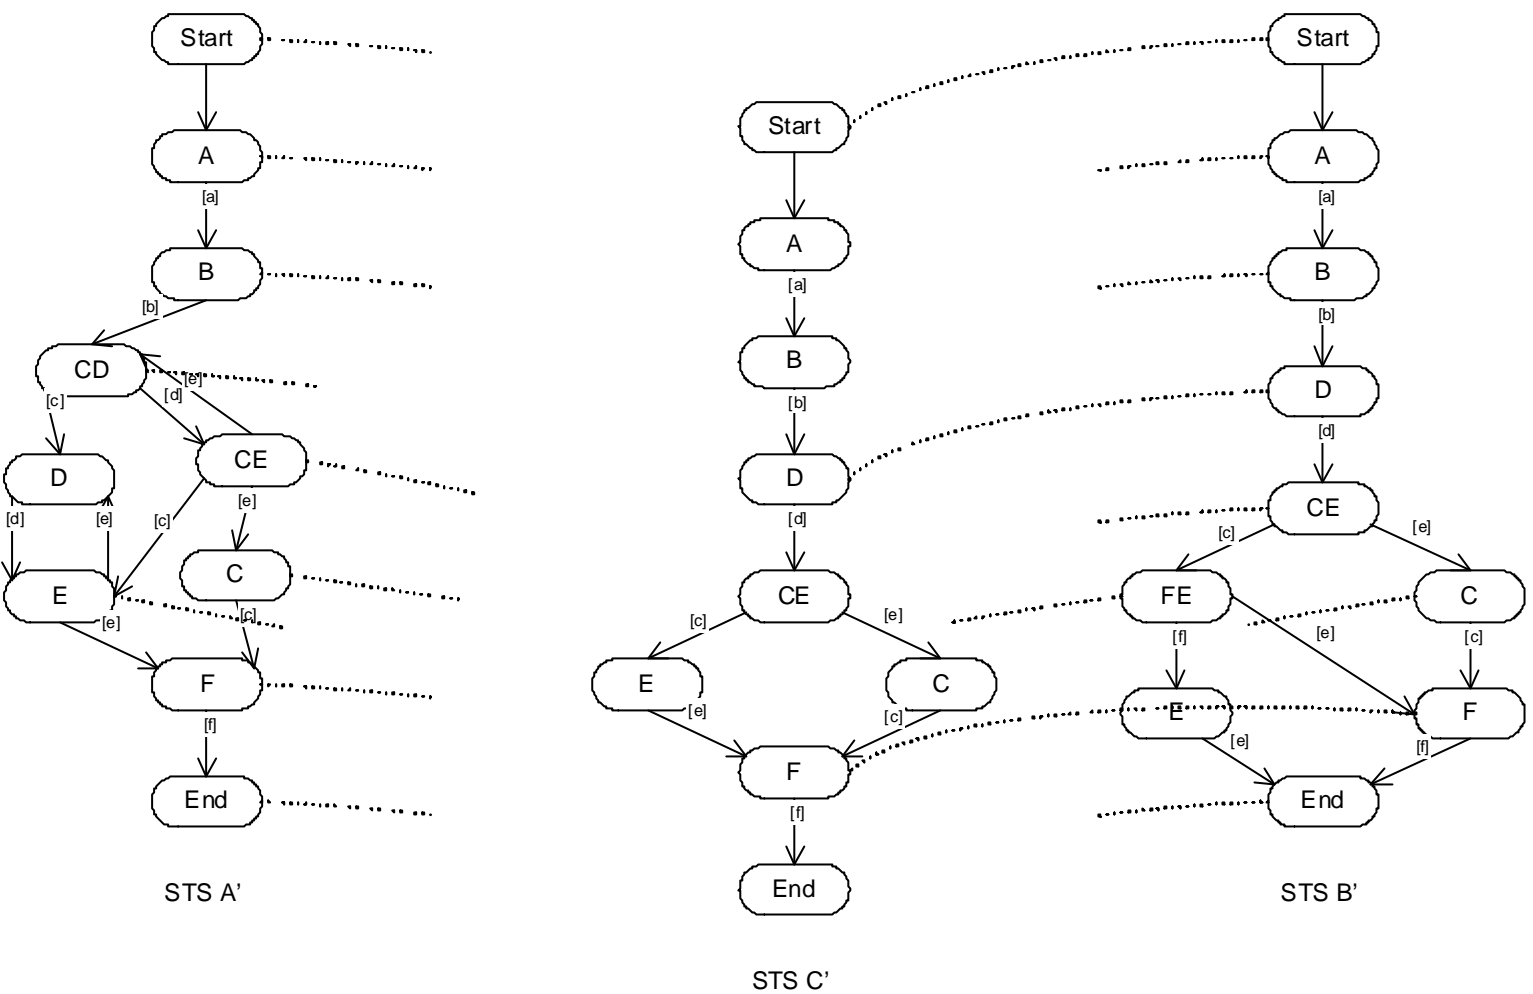 Start
A
[a]
B
[b]
CD
[e]
[d]
[c]
CE
D
[e]
[d]
[e]
[c]
C
E
[c]
[e]
F
[f]
End
STS A’
Start
A
[a]
B
[b]
D
[d]
CE
[c]
[e]
E
C
[e]
[c]
F
[f]
End
STS C’
Start
A
[a]
B
[b]
D
[d]
CE
[c]
[e]
FE
C
[f]
[e]
[c]
E
F
[e]
[f]
End
STS B’